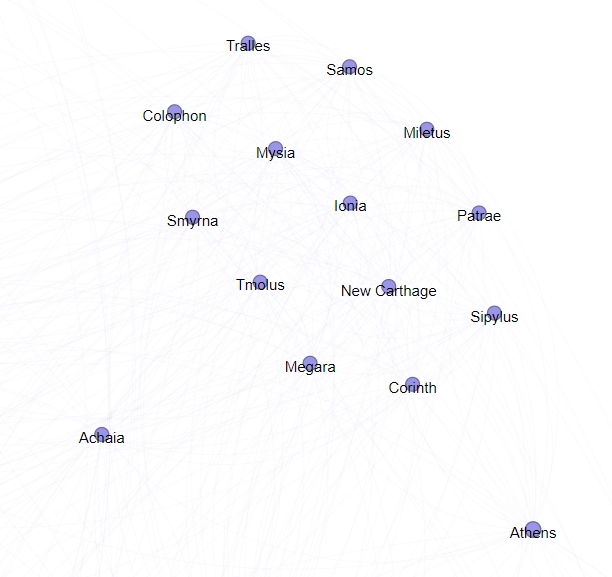 Tralles
Samos
Colophon
Miletus
Mysia
Ionia
Patrae
Smyrna
Tmolus
New Carthage
Sipylus
Megara
Corinth
Achaia
Athens